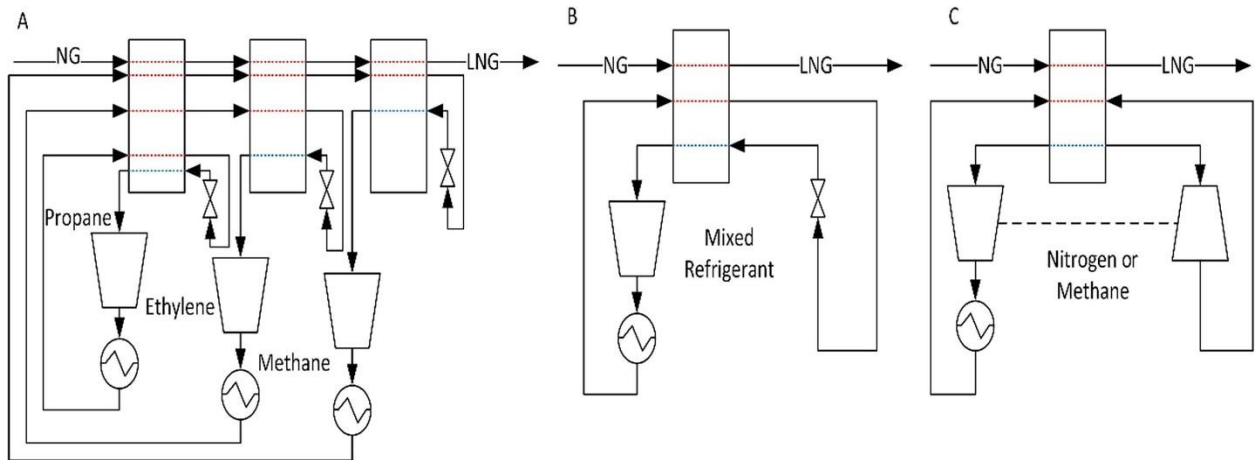 A
NG
LNG
Propane
Ethylene
Methane
B
NG
LNG
Mixed
Refrigerant
C
NG
LNG
Nitrogen or
Methane